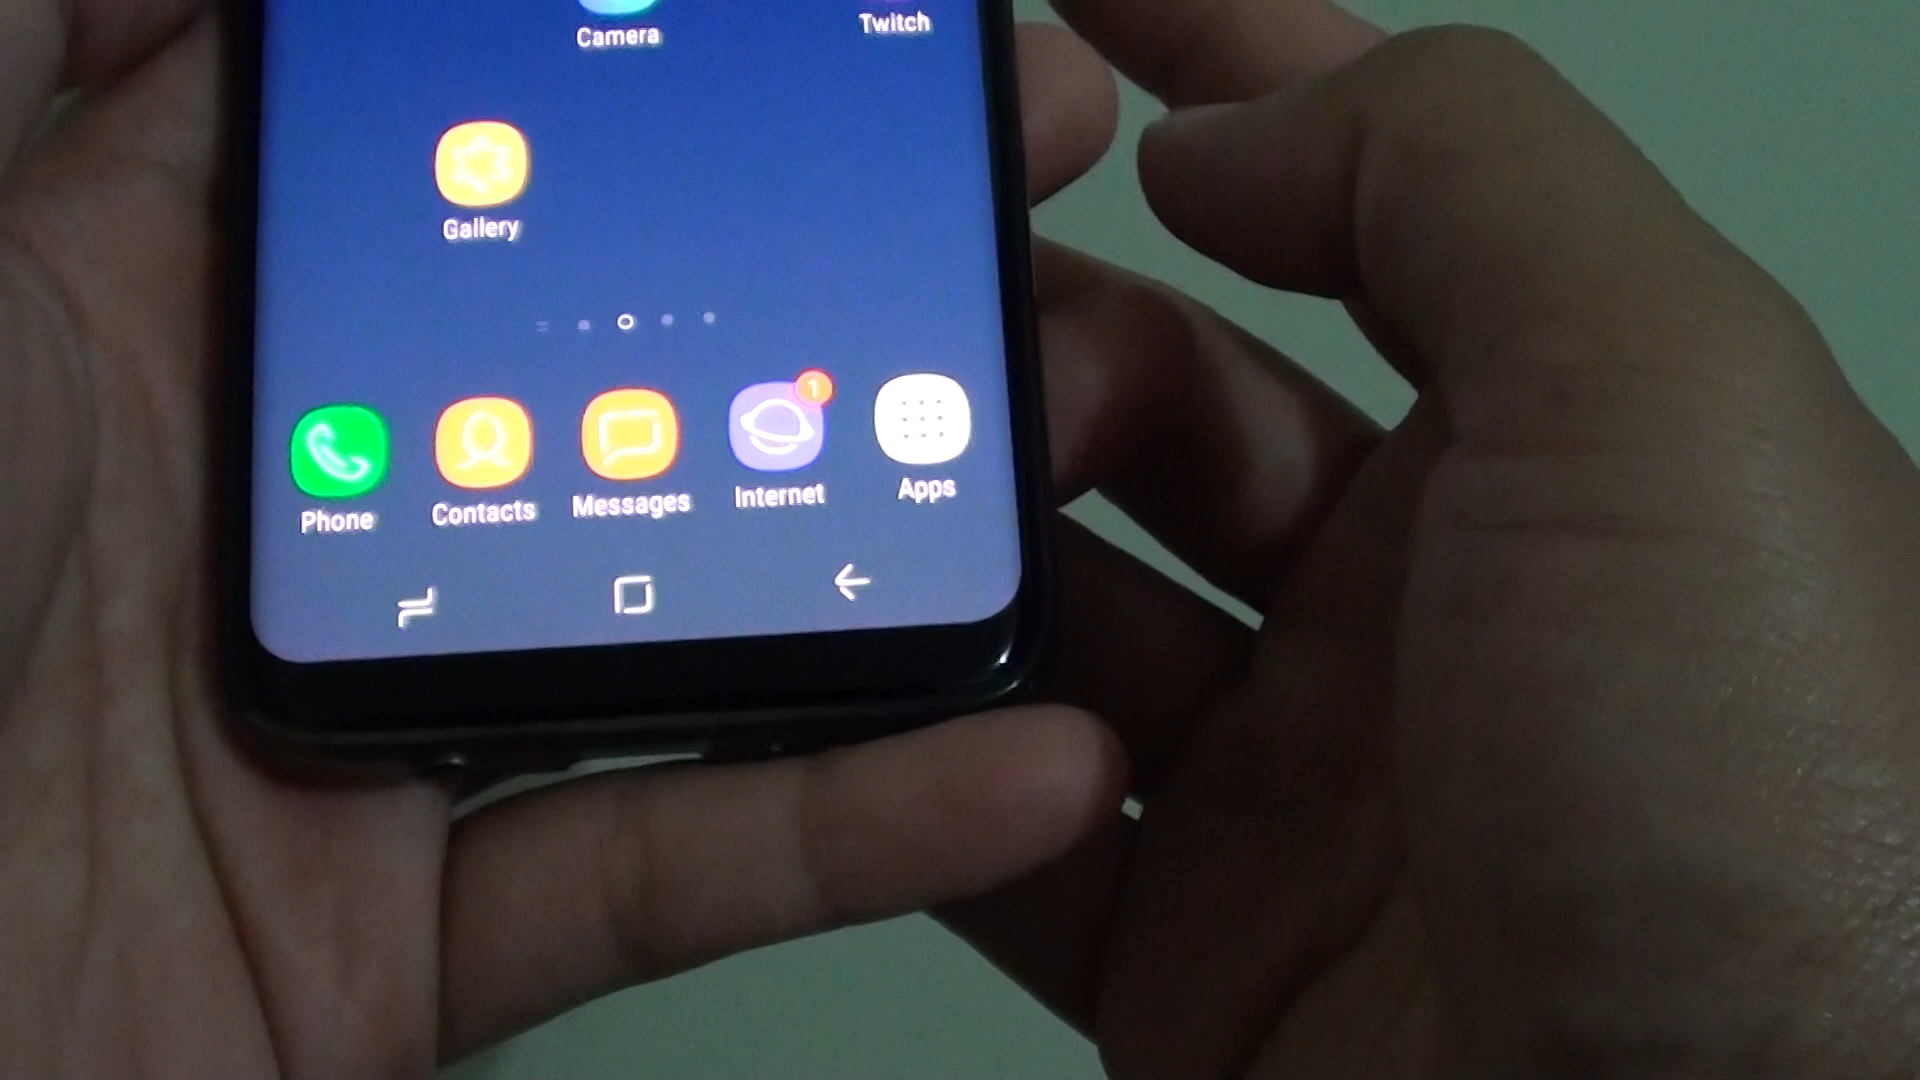 Camera
Twitch
Gallery
1
Phone
Contacts
Messages
Internet
Apps